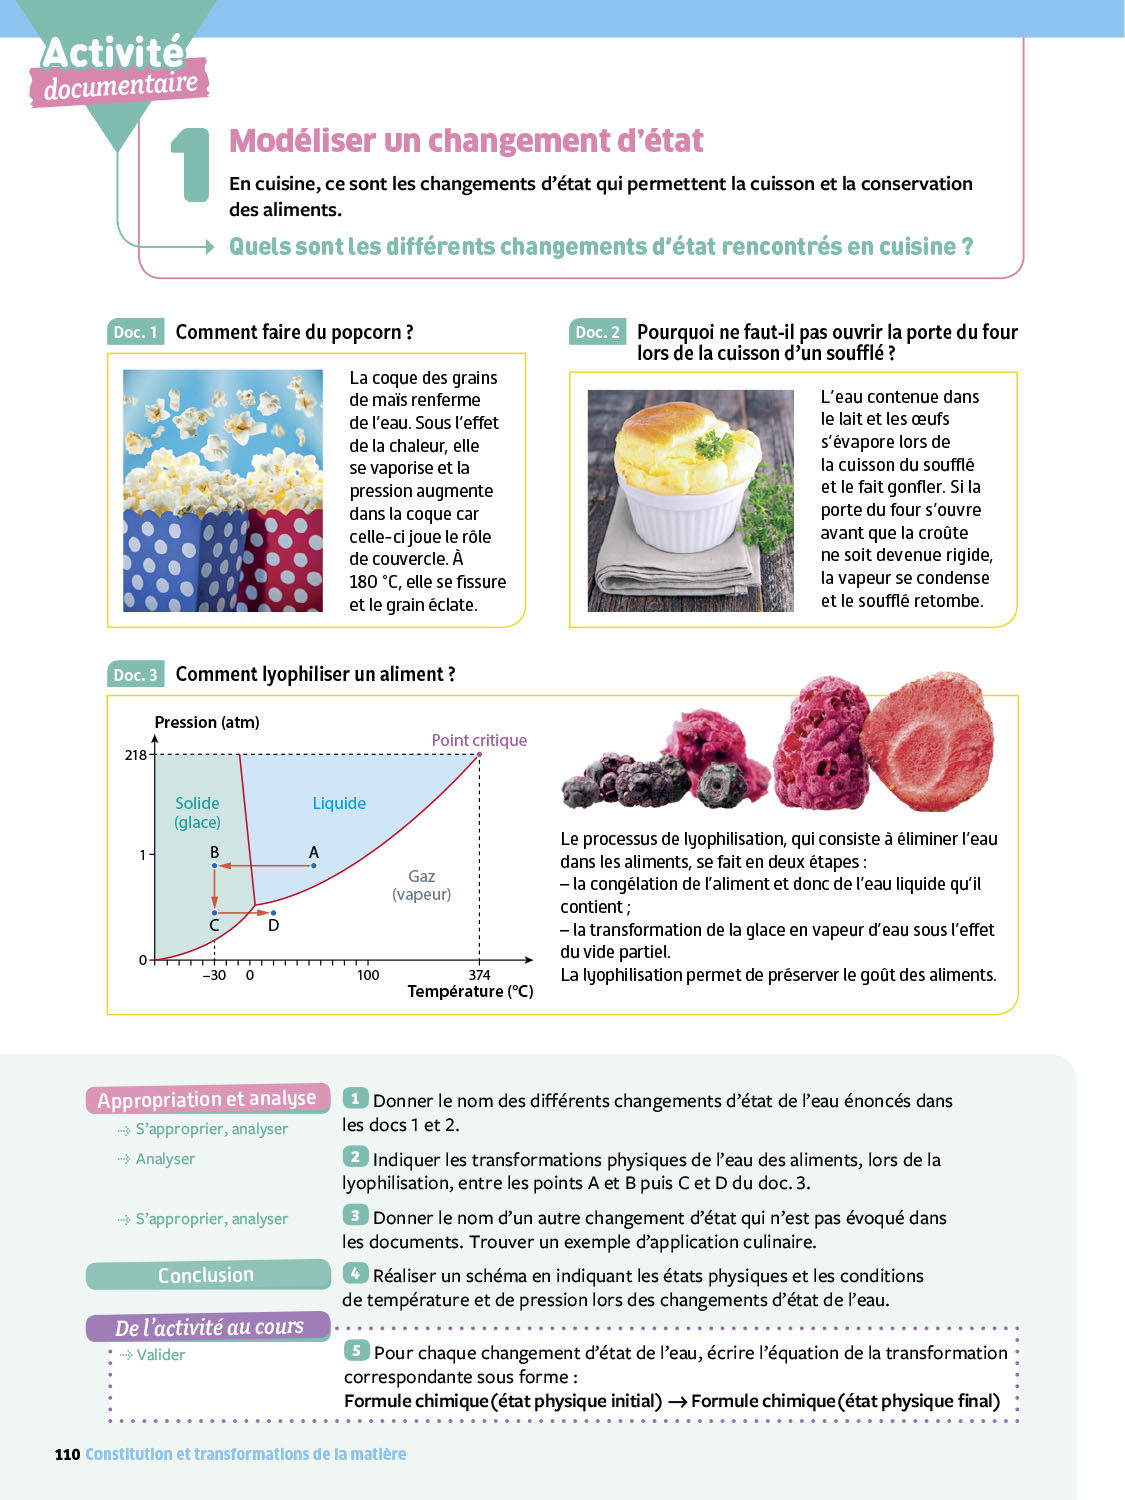 Activité
documentaire
1
Modéliser un changement d'état
En cuisine, ce sont les changements d'état qui permettent la cuisson et la conservation
des aliments.
Quels sont les différents changements d'état rencontrés en cuisine ?
Doc. 1 Comment faire du popcorn ?
La coque des grains
de maïs renferme
de l'eau. Sous l'effet
de la chaleur, elle
se vaporise et la
pression augmente
dans la coque car
celle-ci joue le rôle
de couvercle. À
180 °C, elle se fissure
et le grain éclate.
Doc. 2 Pourquoi ne faut-il pas ouvrir la porte du four
lors de la cuisson d'un soufflé ?
L'eau contenue dans
le lait et les œufs
s'évapore lors de
la cuisson du soufflé
et le fait gonfler. Si la
porte du four s'ouvre
avant que la croûte
ne soit devenue rigide,
la vapeur se condense
et le soufflé retombe.
Doc. 3 Comment lyophiliser un aliment ?
Pression (atm)
Point critique
218
Solide
(glace)
Liquide
1
B
A
Gaz
(vapeur)
C
D
0
–30 0 100 374
Température (°C)
Le processus de lyophilisation, qui consiste à éliminer l'eau
dans les aliments, se fait en deux étapes :
– la congélation de l'aliment et donc de l'eau liquide qu'il
contient ;
– la transformation de la glace en vapeur d'eau sous l'effet
du vide partiel.
La lyophilisation permet de préserver le goût des aliments.
Appropriation et analyse
S'approprier, analyser
1 Donner le nom des différents changements d'état de l'eau énoncés dans
les docs 1 et 2.
Analyser
2 Indiquer les transformations physiques de l'eau des aliments, lors de la
lyophilisation, entre les points A et B puis C et D du doc. 3.
S'approprier, analyser
3 Donner le nom d'un autre changement d'état qui n'est pas évoqué dans
les documents. Trouver un exemple d'application culinaire.
Conclusion
4 Réaliser un schéma en indiquant les états physiques et les conditions
de température et de pression lors des changements d'état de l'eau.
De l'activité au cours
Valider
5 Pour chaque changement d'état de l'eau, écrire l'équation de la transformation
correspondante sous forme :
Formule chimique (état physique initial) → Formule chimique (état physique final)
110 Constitution et transformations de la matière